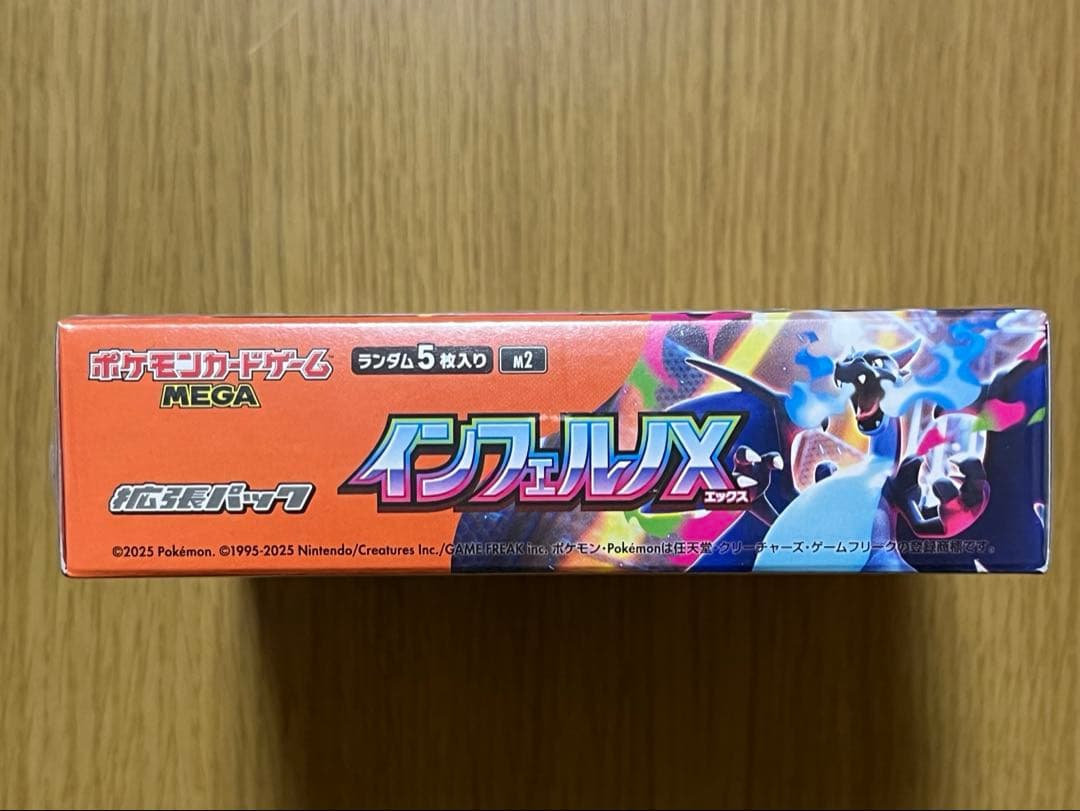 ポケモンカードゲーム
MEGA
ランダム5枚入り
M2
インフェルノX
エックス
拡張パック
©2025 Pokémon. ©1995-2025 Nintendo/Creatures Inc./GAME FREAK inc. ポケモン・Pokémonは任天堂・クリーチャーズ・ゲームフリークの登録商標です。